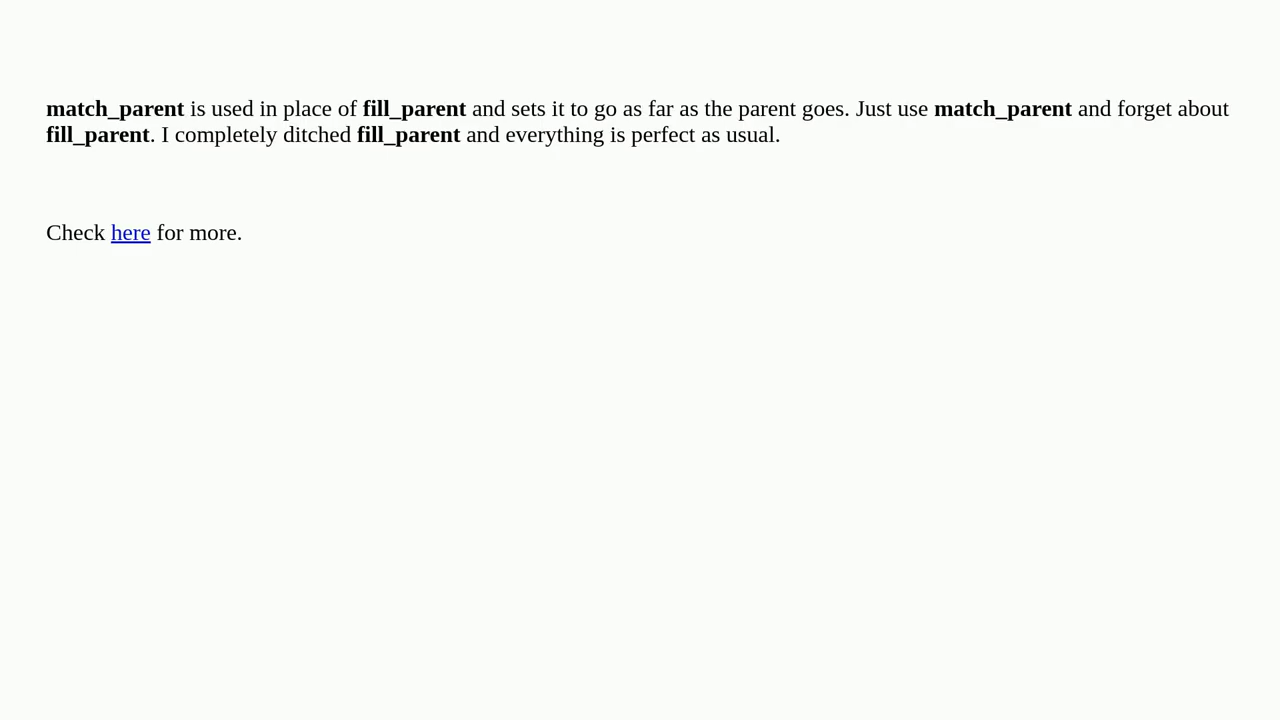 match_parent is used in place of fill_parent and sets it to go as far as the parent goes. Just use match_parent and forget about
fill_parent. I completely ditched fill_parent and everything is perfect as usual.
Check here for more.